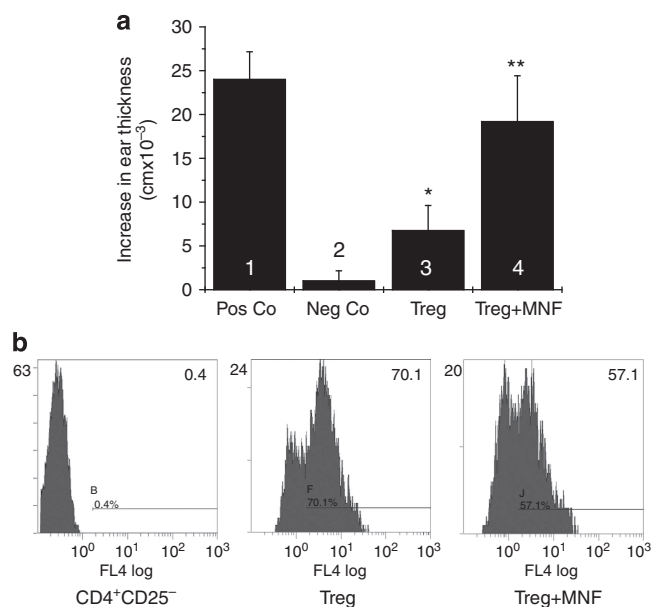 a
Increase in ear thickness
(cm×10⁻³)
30
25
20
15
10
5
0
1
2
*
3
**
4
Pos Co
Neg Co
Treg
Treg+MNF
b
63
0.4
B
0.4%
10⁰ 10¹ 10² 10³
FL4 log
CD4⁺CD25⁻
24
70.1
F
70.1%
10⁰ 10¹ 10² 10³
FL4 log
Treg
20
57.1
J
57.1%
10⁰ 10¹ 10² 10³
FL4 log
Treg+MNF